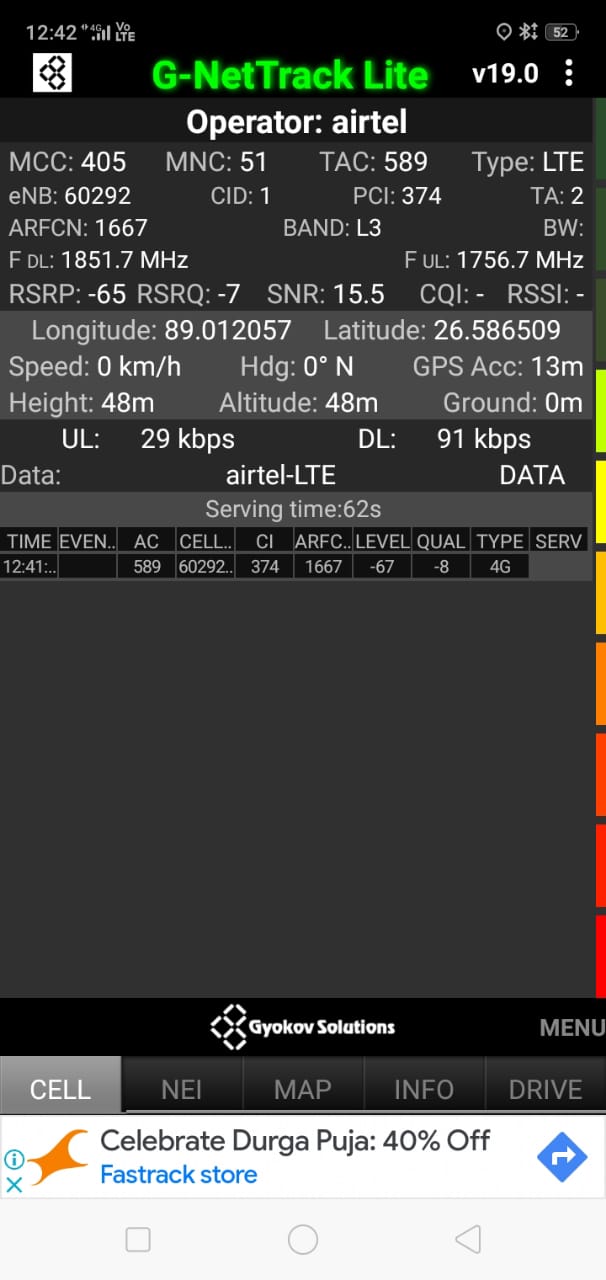 12:42 4G Vo LTE 52
G-NetTrack Lite v19.0
Operator: airtel
MCC: 405 MNC: 51 TAC: 589 Type: LTE
eNB: 60292 CID: 1 PCI: 374 TA: 2
ARFCN: 1667 BAND: L3 BW:
F DL: 1851.7 MHz F UL: 1756.7 MHz
RSRP: -65 RSRQ: -7 SNR: 15.5 CQI: - RSSI: -
Longitude: 89.012057 Latitude: 26.586509
Speed: 0 km/h Hdg: 0° N GPS Acc: 13m
Height: 48m Altitude: 48m Ground: 0m
UL: 29 kbps DL: 91 kbps
Data: airtel-LTE DATA
Serving time:62s
TIME EVEN.. AC CELL.. CI ARFC.. LEVEL QUAL TYPE SERV
12:41:.. 589 60292.. 374 1667 -67 -8 4G
Gyokov Solutions MENU
CELL NEI MAP INFO DRIVE
Celebrate Durga Puja: 40% Off
Fastrack store